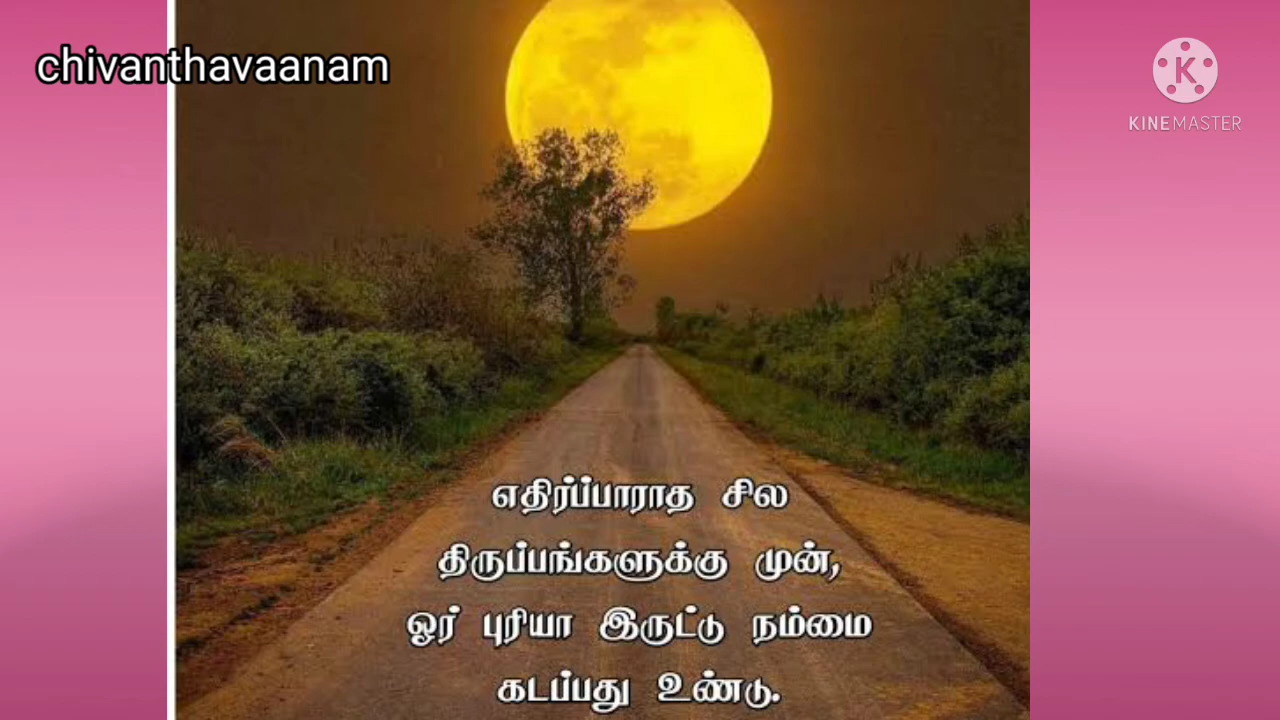 chivanthavaanam
KINEMASTER
எதிர்ப்பாராத சில
திருப்பங்களுக்கு முன்,
ஓர் புரியா இருட்டு நம்மை
கடப்பது உண்டு.